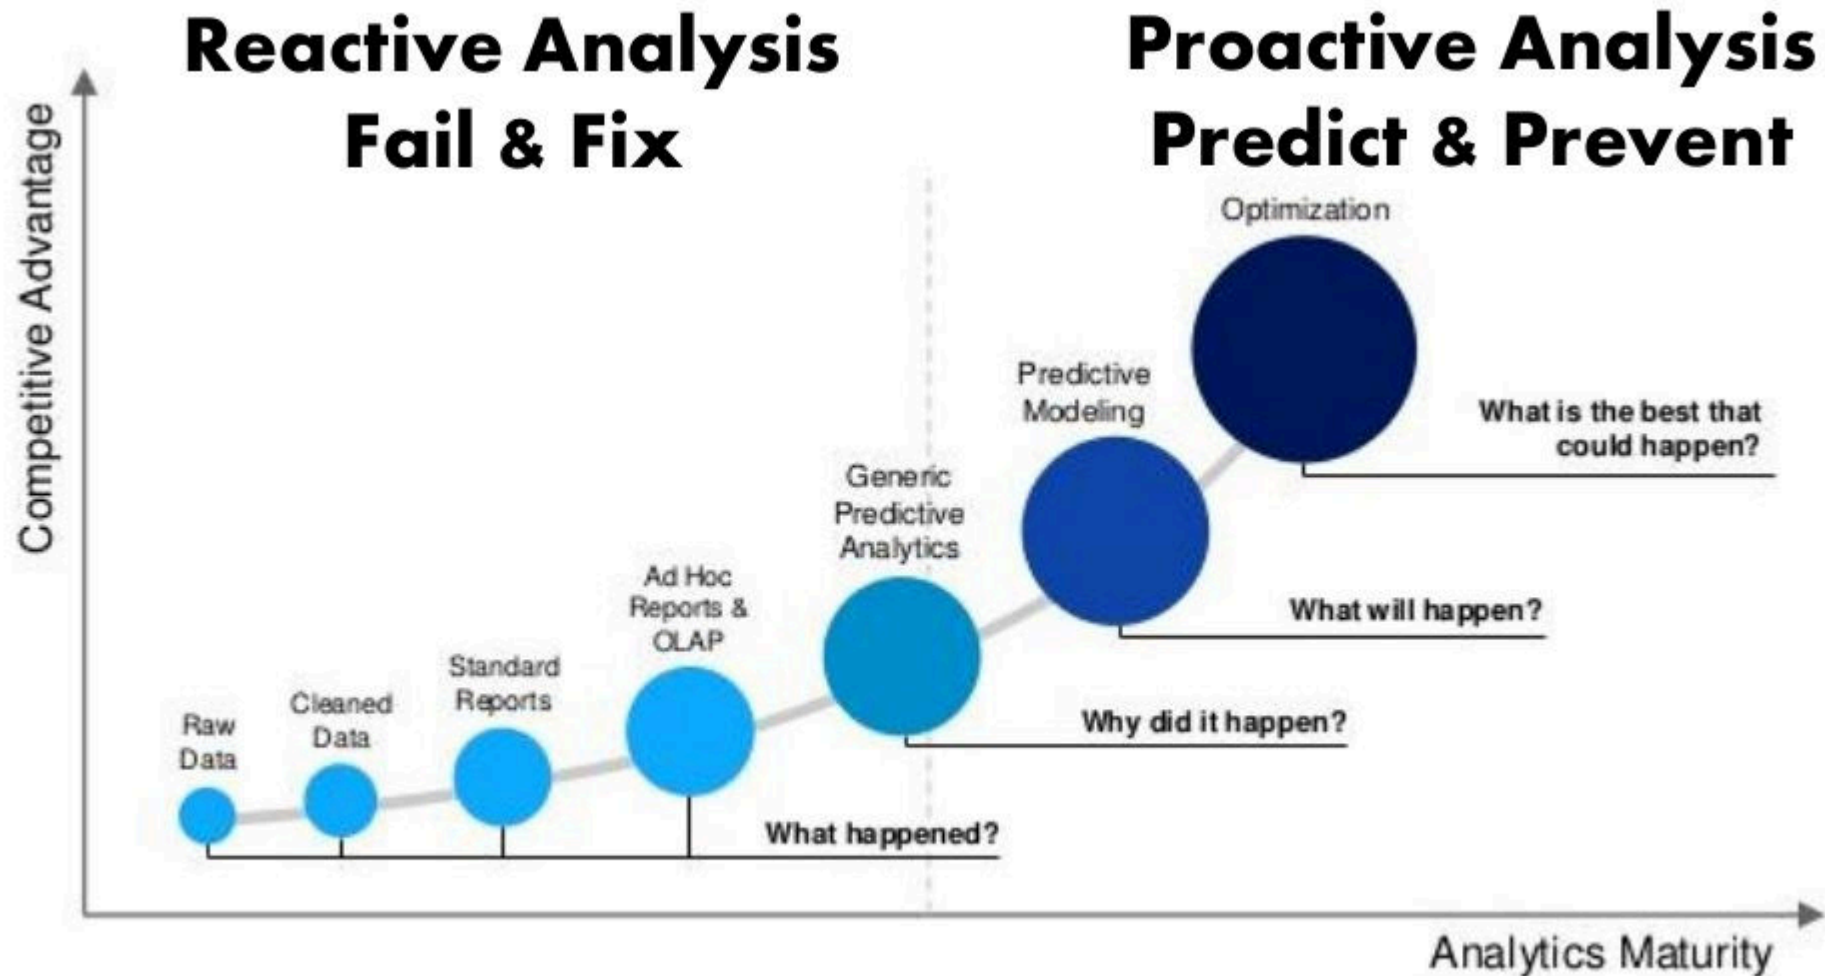 Reactive Analysis
Fail & Fix
Proactive Analysis
Predict & Prevent
Competitive Advantage
Optimization
Predictive
Modeling
What is the best that
could happen?
Generic
Predictive
Analytics
What will happen?
Ad Hoc
Reports &
OLAP
Why did it happen?
Standard
Reports
Cleaned
Data
Raw
Data
What happened?
Analytics Maturity